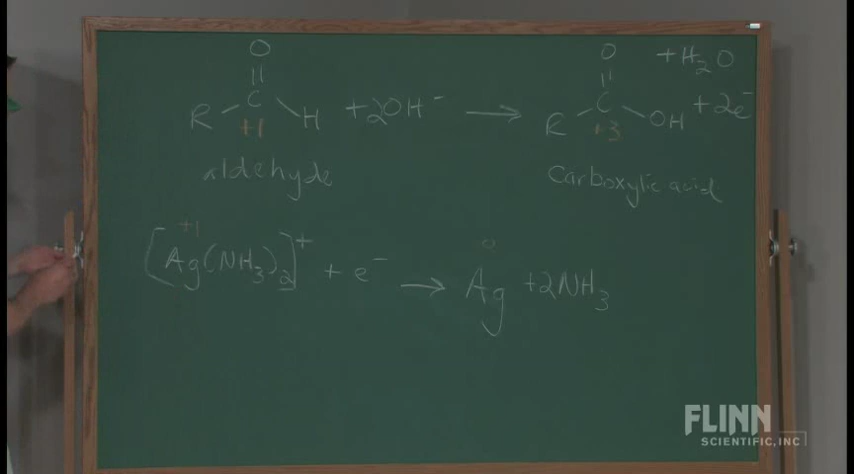 O O + H2O
|| ||
R C H + 2OH- → R C OH + 2e-
+1 +3
aldehyde carboxylic acid
+1 0
[Ag(NH3)2]+ + e- → Ag + 2NH3
FLINN
SCIENTIFIC, INC